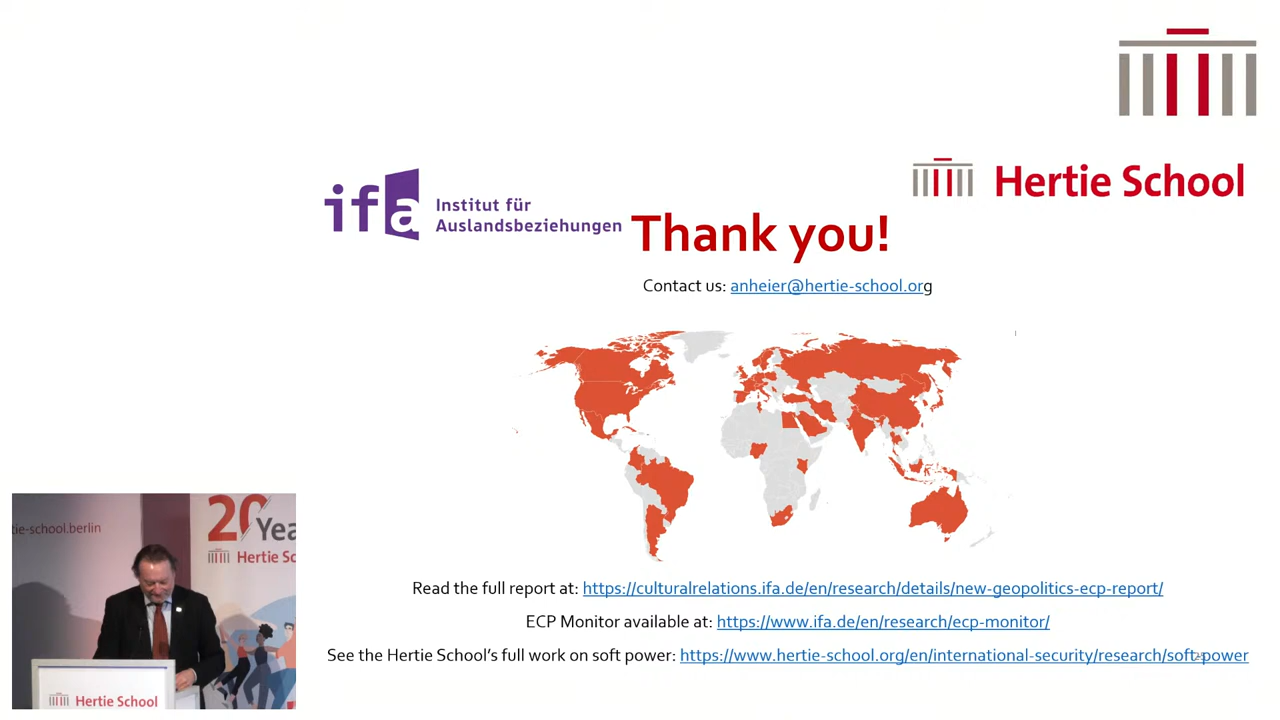 Hertie School
ifa Institut für
Auslandsbeziehungen
Thank you!
Contact us: anheier@hertie-school.org
Read the full report at: https://culturalrelations.ifa.de/en/research/details/new-geopolitics-ecp-report/
ECP Monitor available at: https://www.ifa.de/en/research/ecp-monitor/
See the Hertie School's full work on soft power: https://www.hertie-school.org/en/international-security/research/soft-power
tie-school.berlin
20 Yea
Hertie Sc
Hertie School